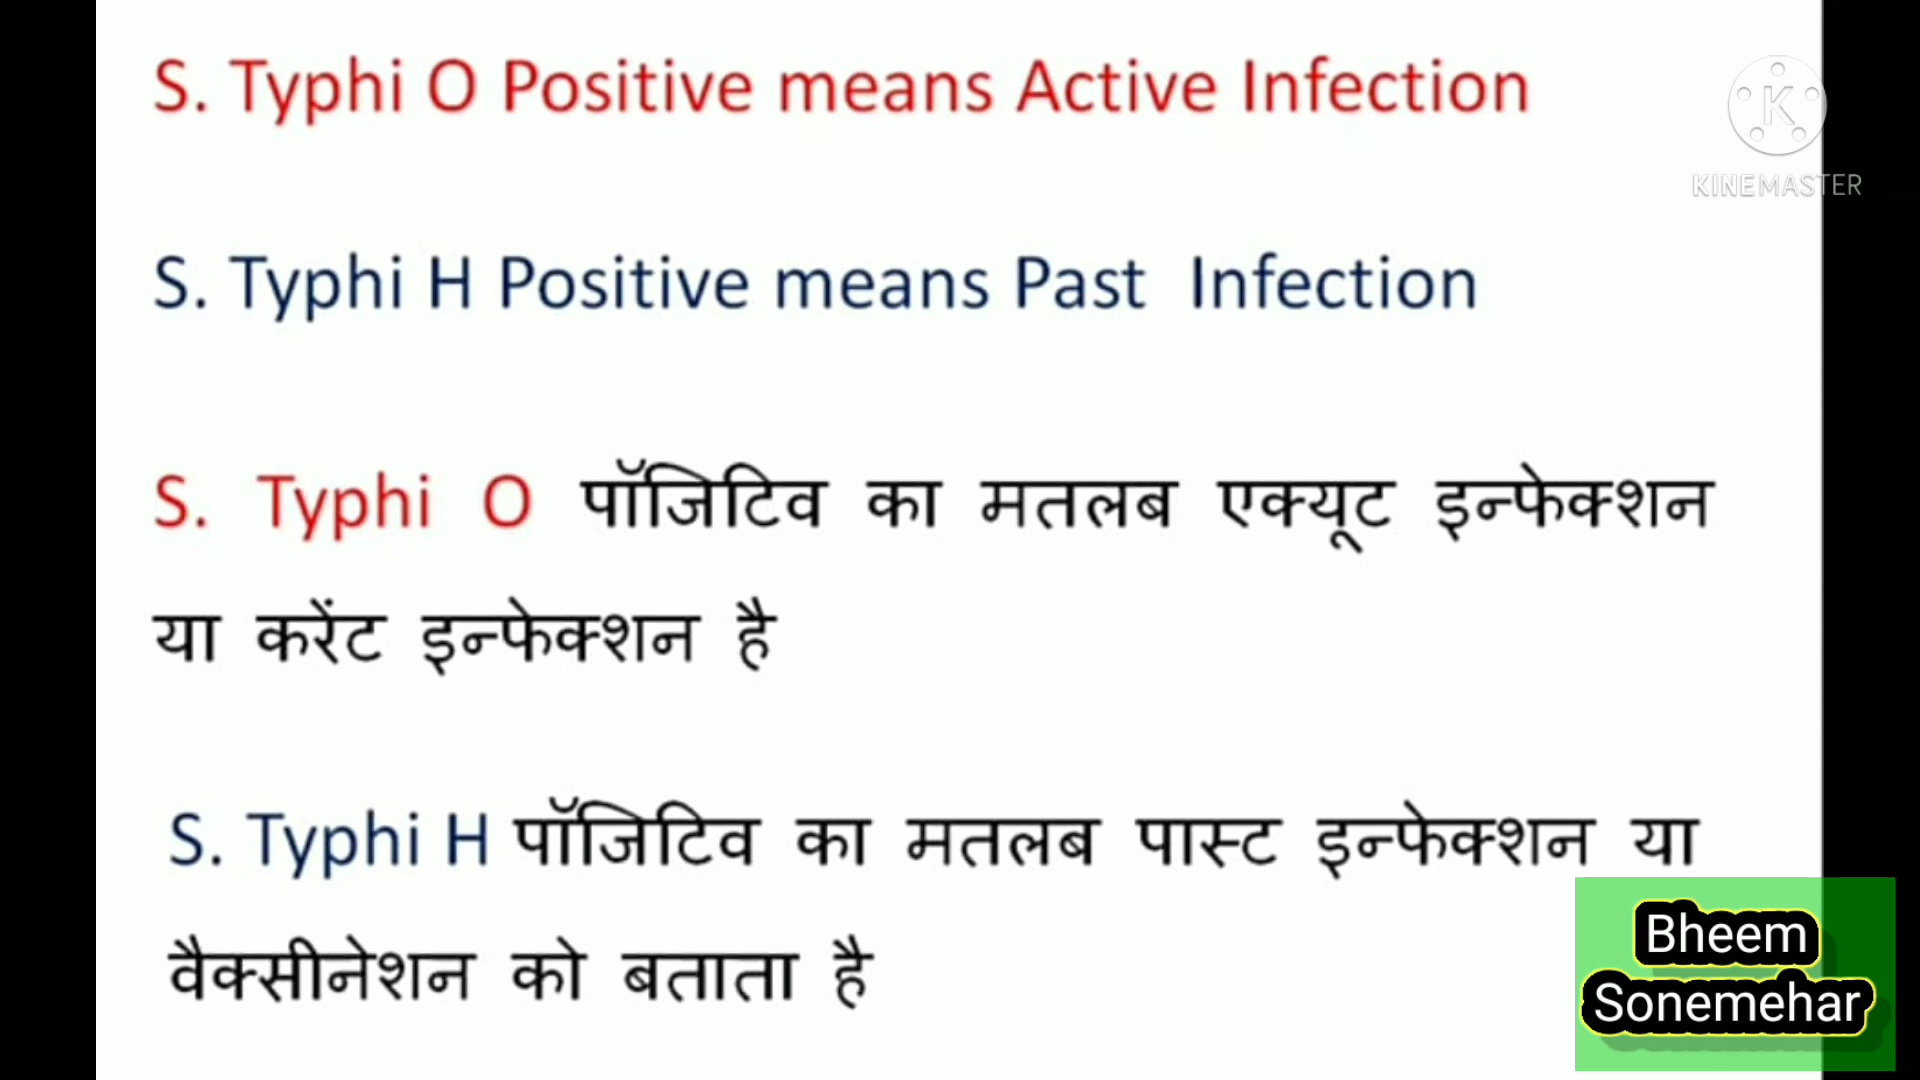 S. Typhi O Positive means Active Infection
K
KINEMASTER
S. Typhi H Positive means Past Infection
S. Typhi O पॉजिटिव का मतलब एक्यूट इन्फेक्शन
या करेंट इन्फेक्शन है
S. Typhi H पॉजिटिव का मतलब पास्ट इन्फेक्शन या
वैक्सीनेशन को बताता है
Bheem
Sonemehar